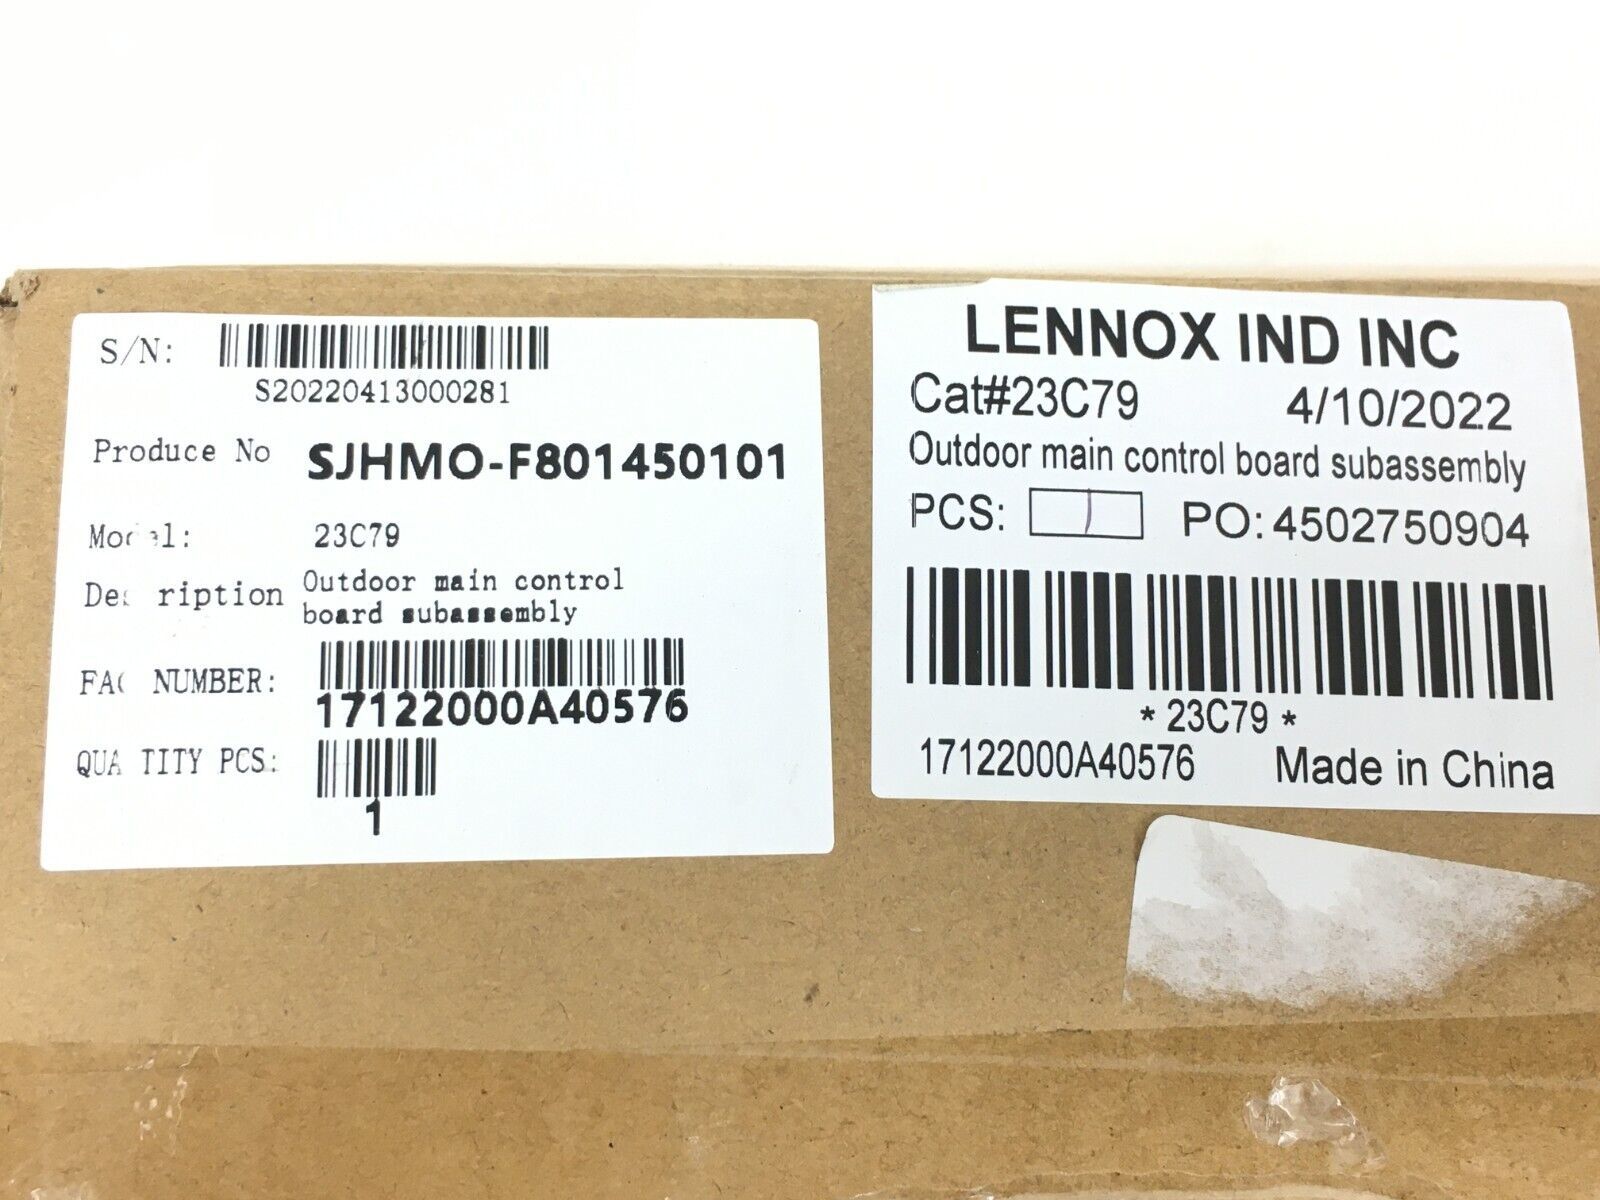 S/N:
S20220413000281
Produce No SJHMO-F801450101
Model: 23C79
Description Outdoor main control
board subassembly
FAC NUMBER:
17122000A40576
QUANTITY PCS:
1
LENNOX IND INC
Cat#23C79 4/10/2022
Outdoor main control board subassembly
PCS: 1 PO: 4502750904
* 23C79 *
17122000A40576 Made in China